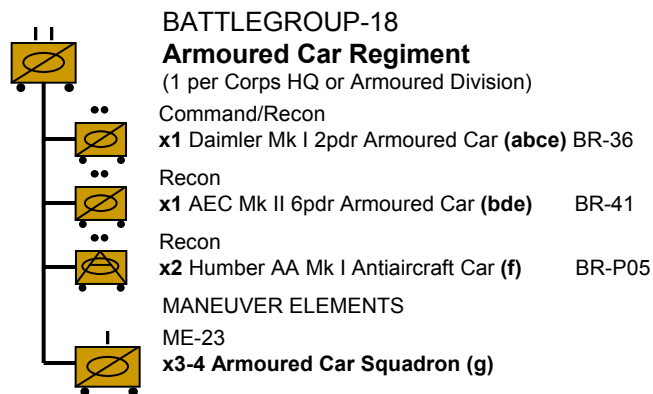 BATTLEGROUP-18
Armoured Car Regiment
(1 per Corps HQ or Armoured Division)
Command/Recon
x1 Daimler Mk I 2pdr Armoured Car (abce) BR-36
Recon
x1 AEC Mk II 6pdr Armoured Car (bde) BR-41
Recon
x2 Humber AA Mk I Antiaircraft Car (f) BR-P05
MANEUVER ELEMENTS
ME-23
x3-4 Armoured Car Squadron (g)